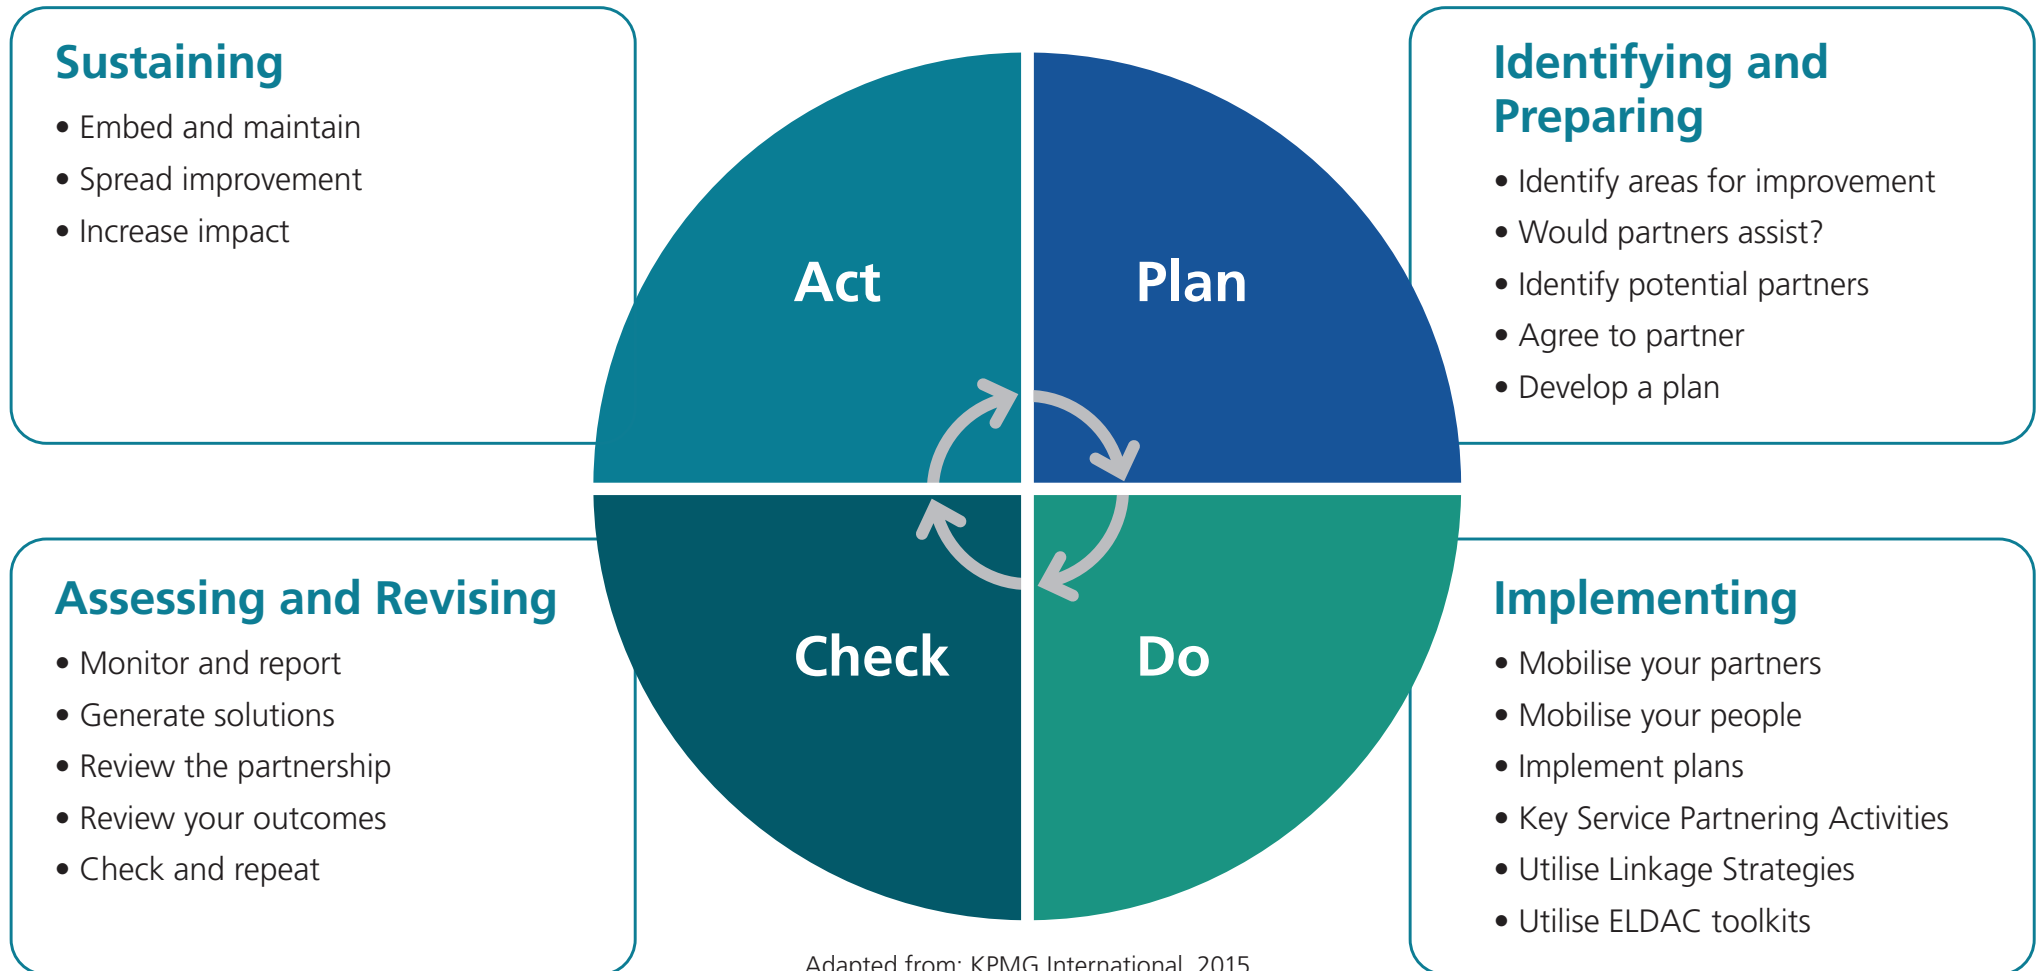 Sustaining
• Embed and maintain
• Spread improvement
• Increase impact
Act
Plan
Identifying and
Preparing
• Identify areas for improvement
• Would partners assist?
• Identify potential partners
• Agree to partner
• Develop a plan
Assessing and Revising
• Monitor and report
• Generate solutions
• Review the partnership
• Review your outcomes
• Check and repeat
Check
Do
Implementing
• Mobilise your partners
• Mobilise your people
• Implement plans
• Key Service Partnering Activities
• Utilise Linkage Strategies
• Utilise ELDAC toolkits
Adapted from: KPMG International, 2015